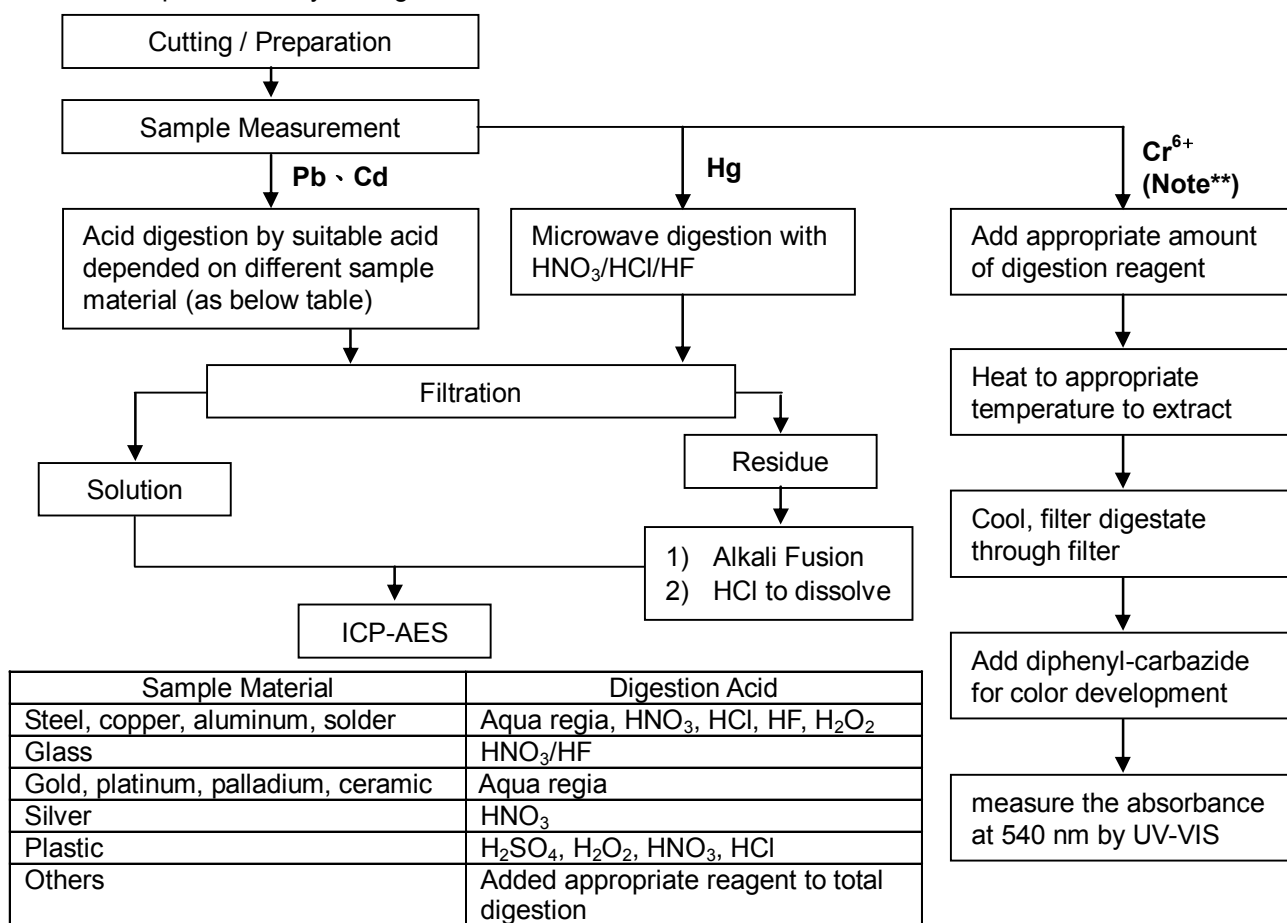 Cutting / Preparation
Sample Measurement
Pb、Cd
Hg
Cr⁶⁺
(Note**)
Acid digestion by suitable acid
depended on different sample
material (as below table)
Microwave digestion with
HNO₃/HCl/HF
Add appropriate amount
of digestion reagent
Filtration
Heat to appropriate
temperature to extract
Solution
Residue
1) Alkali Fusion
2) HCl to dissolve
Cool, filter digestate
through filter
ICP-AES
Add diphenyl-carbazide
for color development
measure the absorbance
at 540 nm by UV-VIS
Sample Material Digestion Acid
Steel, copper, aluminum, solder Aqua regia, HNO₃, HCl, HF, H₂O₂
Glass HNO₃/HF
Gold, platinum, palladium, ceramic Aqua regia
Silver HNO₃
Plastic H₂SO₄, H₂O₂, HNO₃, HCl
Others Added appropriate reagent to total
digestion